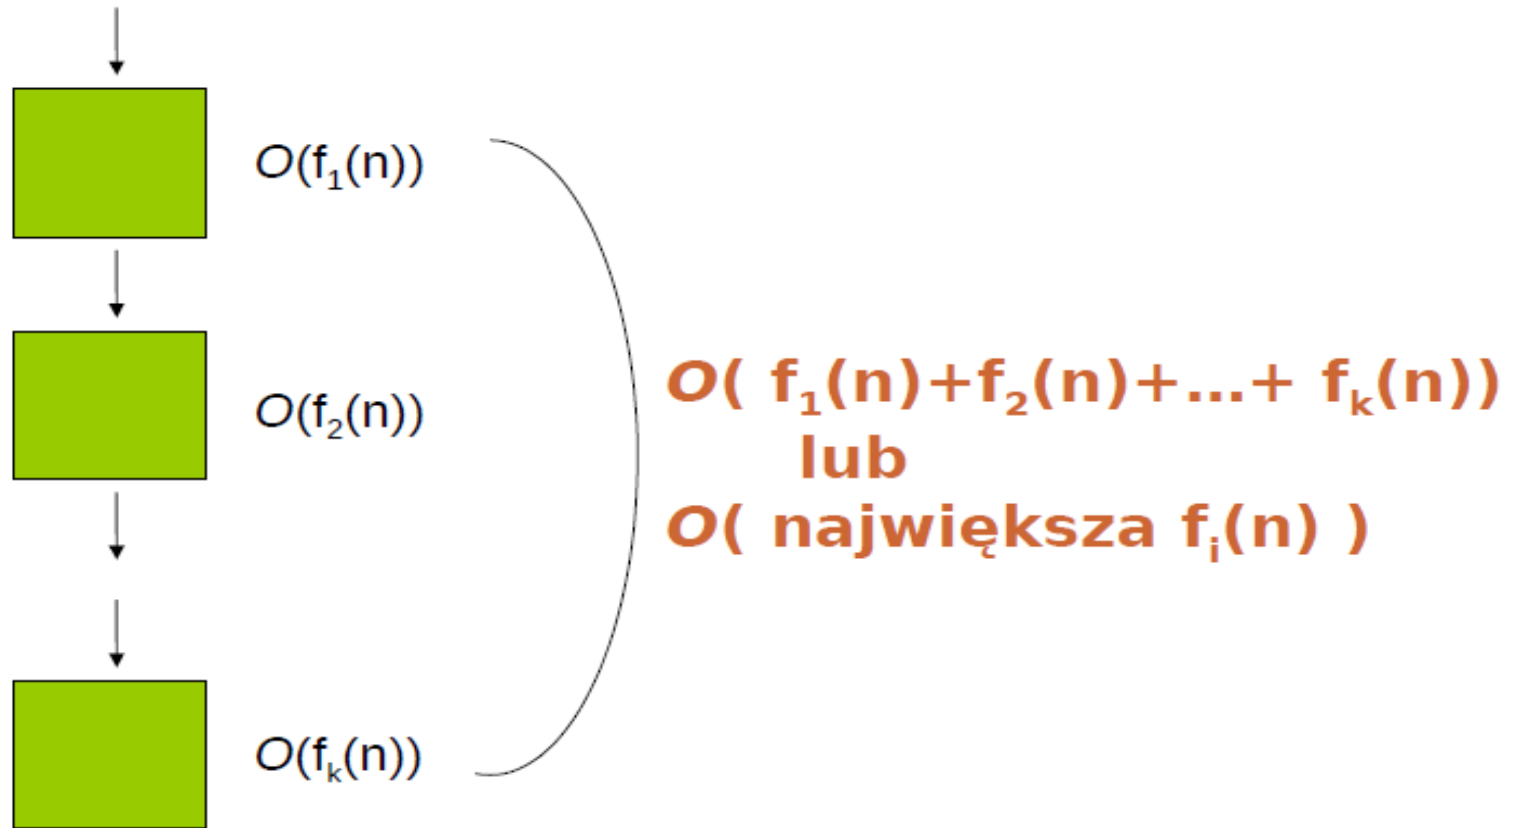 O(f₁(n))
O(f₂(n))
O( f₁(n)+f₂(n)+...+ fₖ(n))
lub
O( największa fᵢ(n) )
O(fₖ(n))